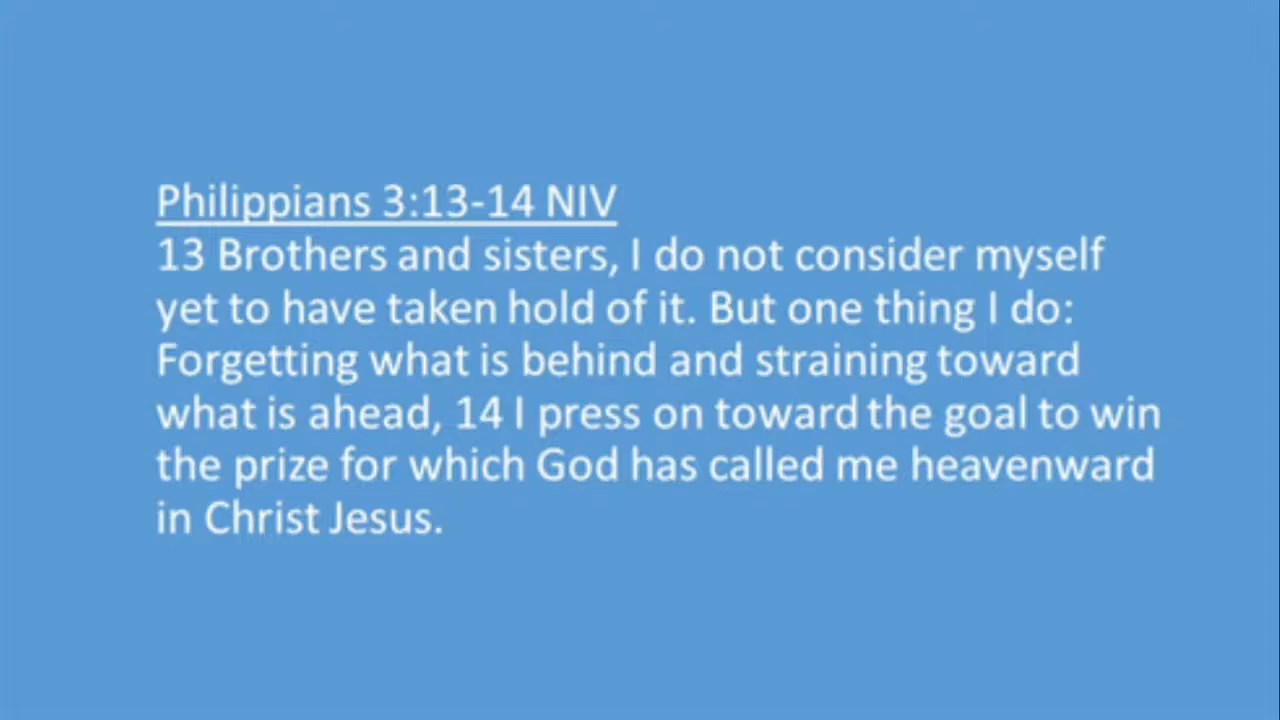 Philippians 3:13-14 NIV
13 Brothers and sisters, I do not consider myself
yet to have taken hold of it. But one thing I do:
Forgetting what is behind and straining toward
what is ahead, 14 I press on toward the goal to win
the prize for which God has called me heavenward
in Christ Jesus.